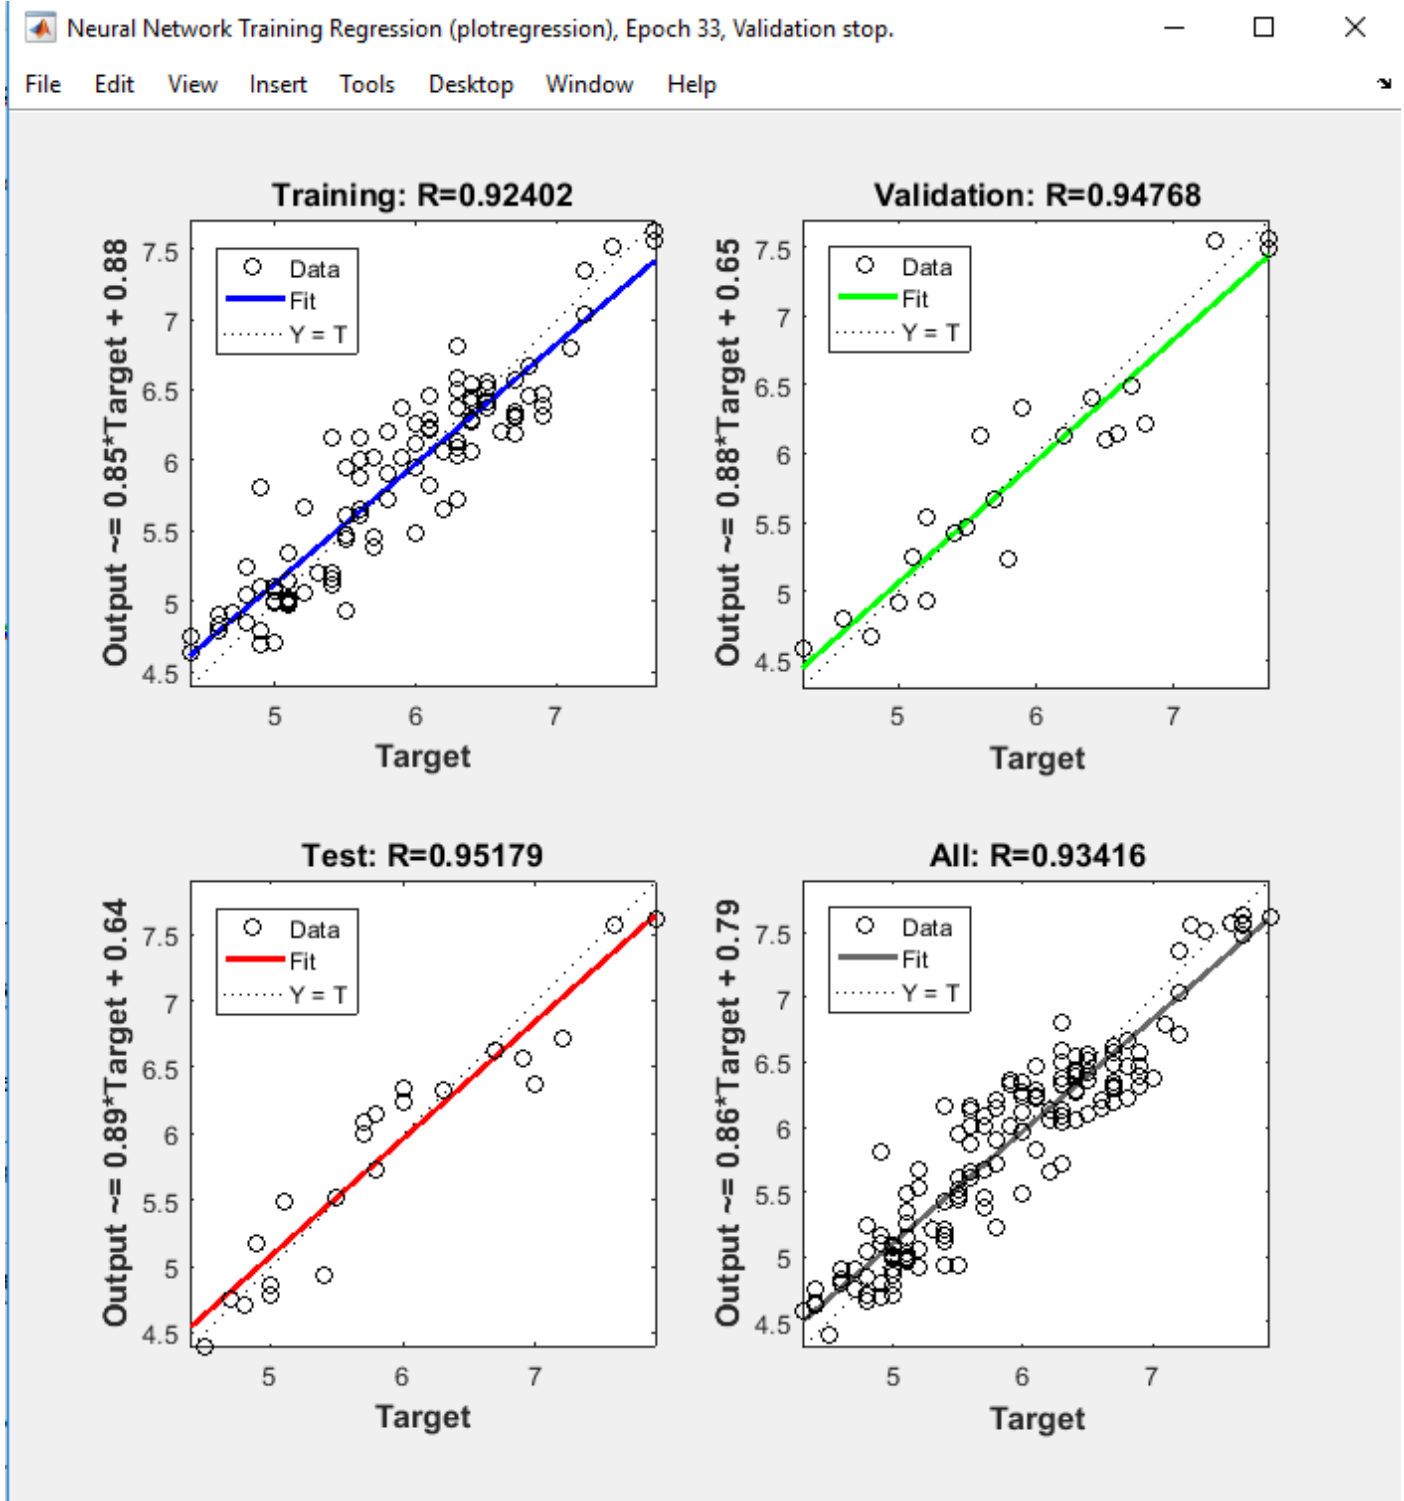 Neural Network Training Regression (plotregression), Epoch 33, Validation stop.
File Edit View Insert Tools Desktop Window Help
Training: R=0.92402
Output ~= 0.85*Target + 0.88
7.5
7
6.5
6
5.5
5
4.5
Data
Fit
Y = T
5 6 7
Target
Validation: R=0.94768
Output ~= 0.88*Target + 0.65
7.5
7
6.5
6
5.5
5
4.5
Data
Fit
Y = T
5 6 7
Target
Test: R=0.95179
Output ~= 0.89*Target + 0.64
7.5
7
6.5
6
5.5
5
4.5
Data
Fit
Y = T
5 6 7
Target
All: R=0.93416
Output ~= 0.86*Target + 0.79
7.5
7
6.5
6
5.5
5
4.5
Data
Fit
Y = T
5 6 7
Target